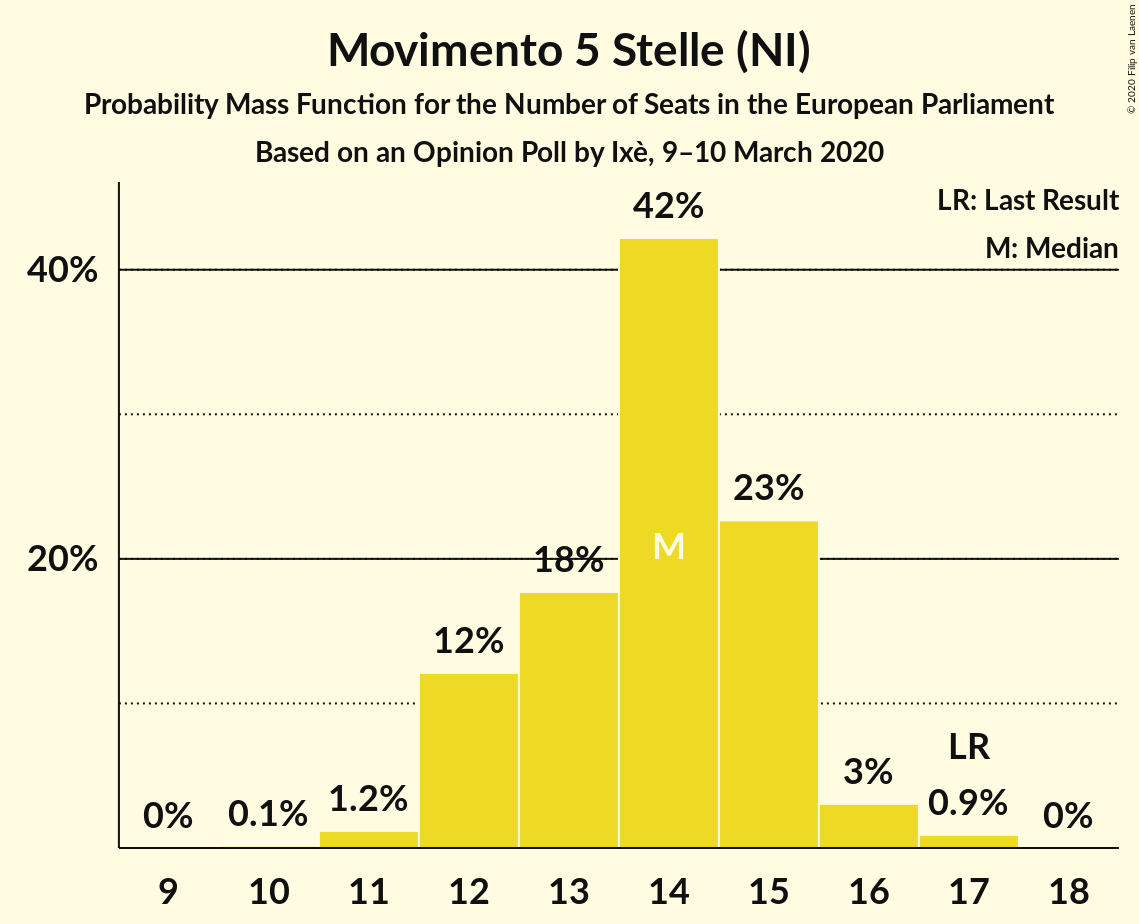 Movimento 5 Stelle (NI)
Probability Mass Function for the Number of Seats in the European Parliament
Based on an Opinion Poll by Ixè, 9–10 March 2020
© 2020 Filip van Laenen
LR: Last Result
M: Median
40%
20%
0%
0.1%
1.2%
12%
18%
42%
M
23%
3%
LR
0.9%
0%
9 10 11 12 13 14 15 16 17 18